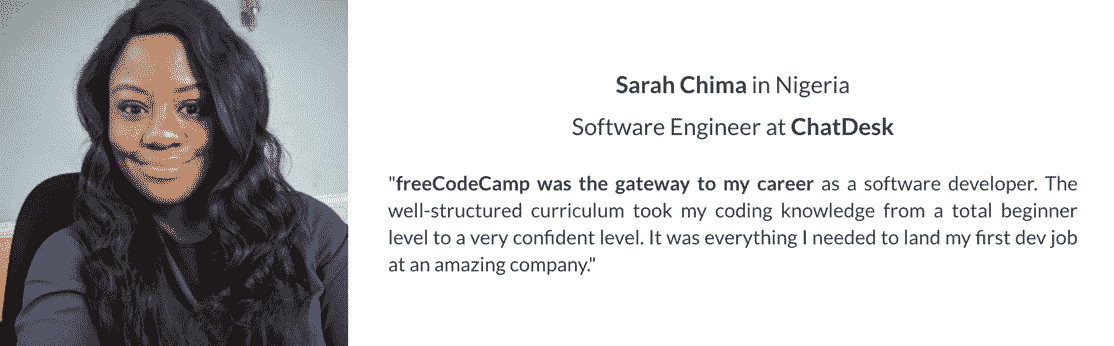 Sarah Chima in Nigeria
Software Engineer at ChatDesk
"freeCodeCamp was the gateway to my career as a software developer. The
well-structured curriculum took my coding knowledge from a total beginner
level to a very confident level. It was everything I needed to land my first dev job
at an amazing company."